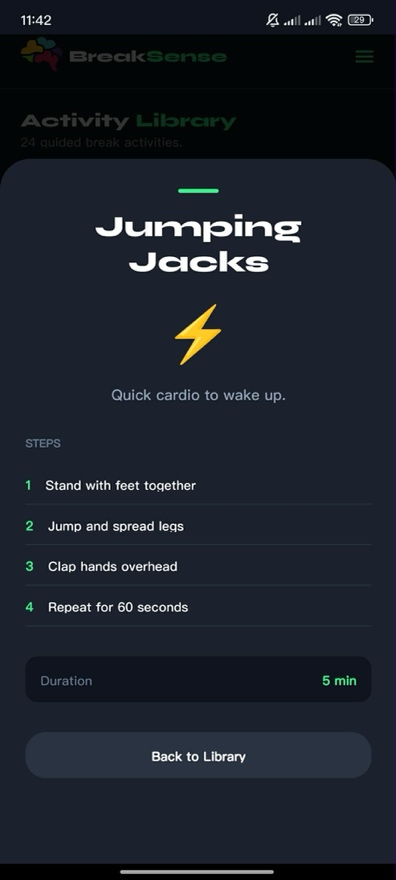 11:42
29
BreakSense
Activity Library
24 guided break activities.
Jumping
Jacks
Quick cardio to wake up.
STEPS
1 Stand with feet together
2 Jump and spread legs
3 Clap hands overhead
4 Repeat for 60 seconds
Duration 5 min
Back to Library